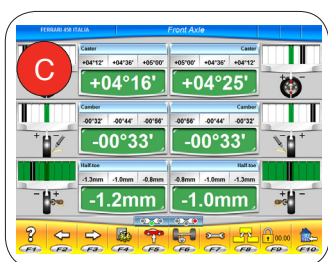 FERRARI 458 ITALIA Front Axle
C
Caster Caster
+04°12' +04°36' +05°00' +05°00' +04°36' +04°12'
+04°16' +04°25'
Camber Camber
-00°32' -00°44' -00°56' -00°56' -00°44' -00°32'
-00°33' -00°33'
Half-toe Half-toe
-1.3mm -1.0mm -0.8mm -0.8mm -1.0mm -1.3mm
-1.2mm -1.0mm
? 00:00
F1 F2 F3 F4 F5 F6 F7 F8 F9 F10